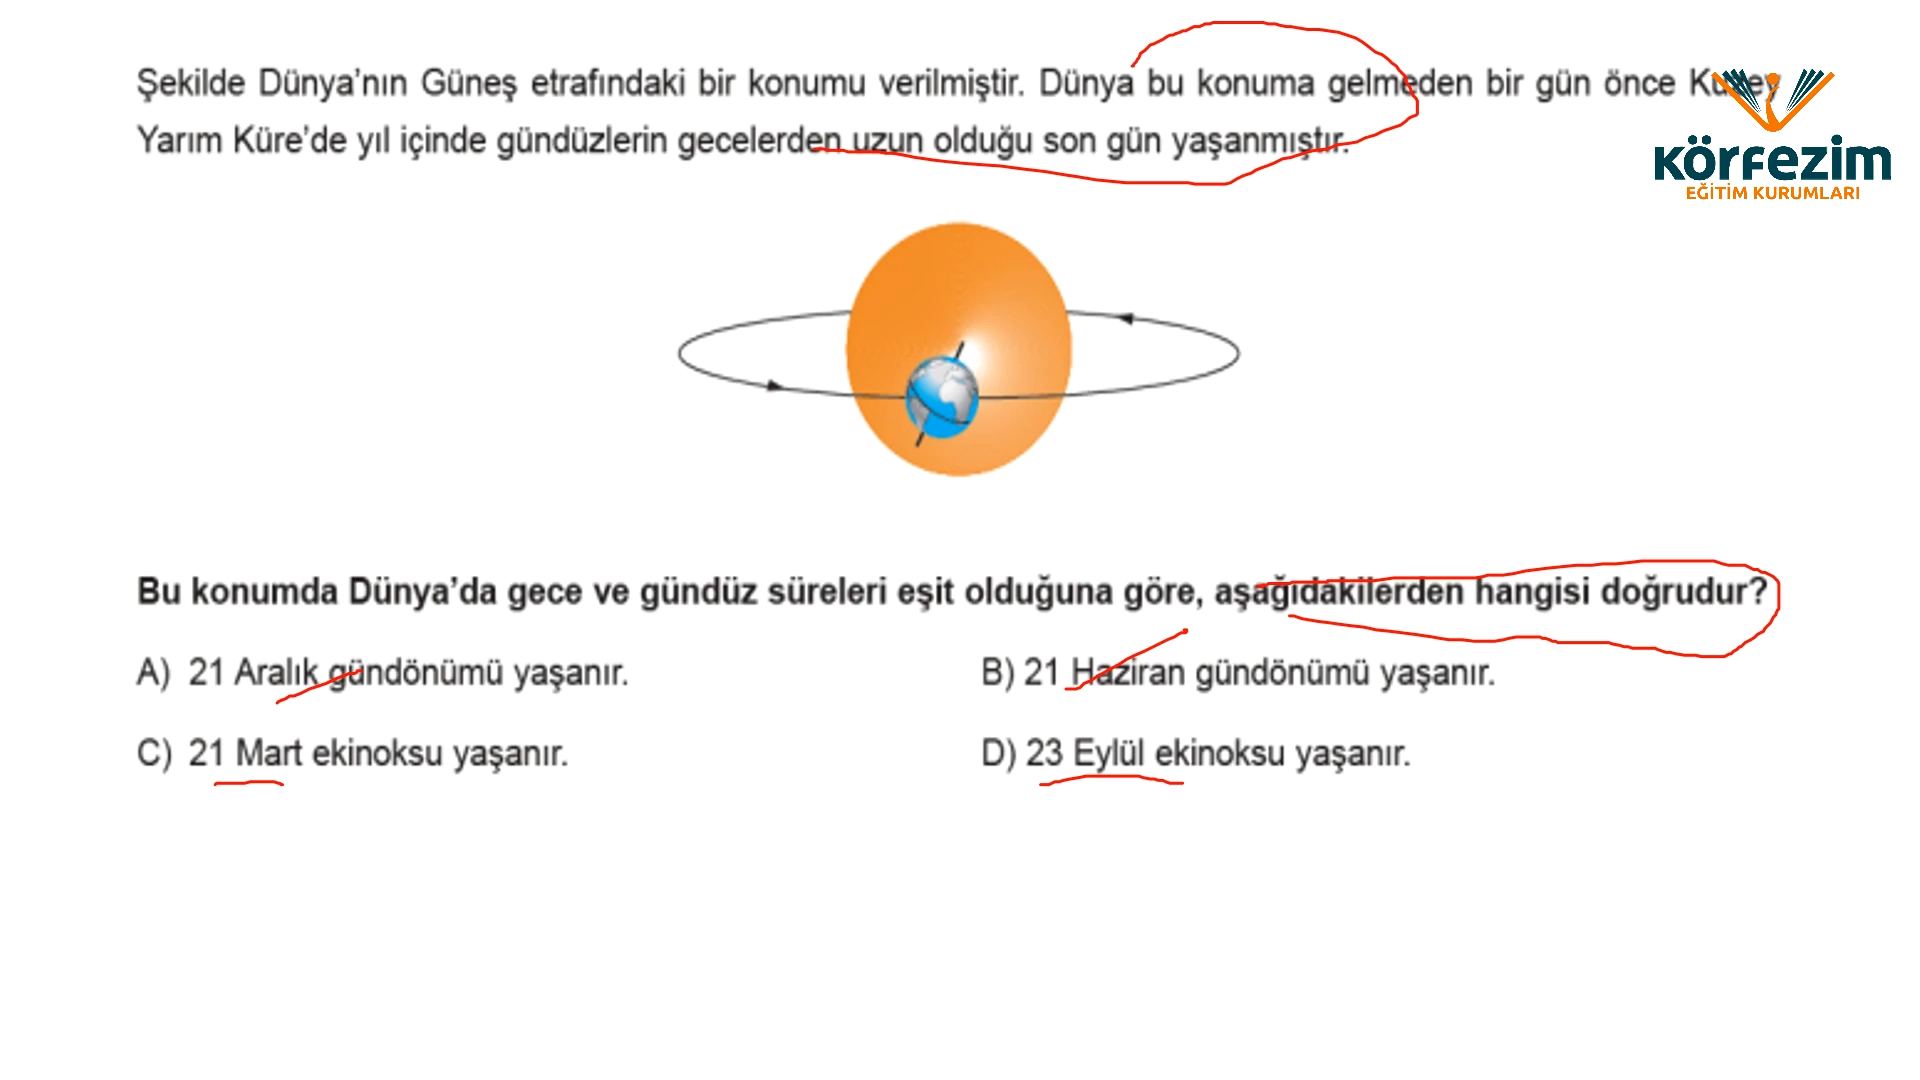 Şekilde Dünya’nın Güneş etrafındaki bir konumu verilmiştir. Dünya bu konuma gelmeden bir gün önce Kuzey
Yarım Küre’de yıl içinde gündüzlerin gecelerden uzun olduğu son gün yaşanmıştır.
KÖRFEZİM
EĞİTİM KURUMLARI
Bu konumda Dünya’da gece ve gündüz süreleri eşit olduğuna göre, aşağıdakilerden hangisi doğrudur?
A) 21 Aralık gündönümü yaşanır.
B) 21 Haziran gündönümü yaşanır.
C) 21 Mart ekinoksu yaşanır.
D) 23 Eylül ekinoksu yaşanır.